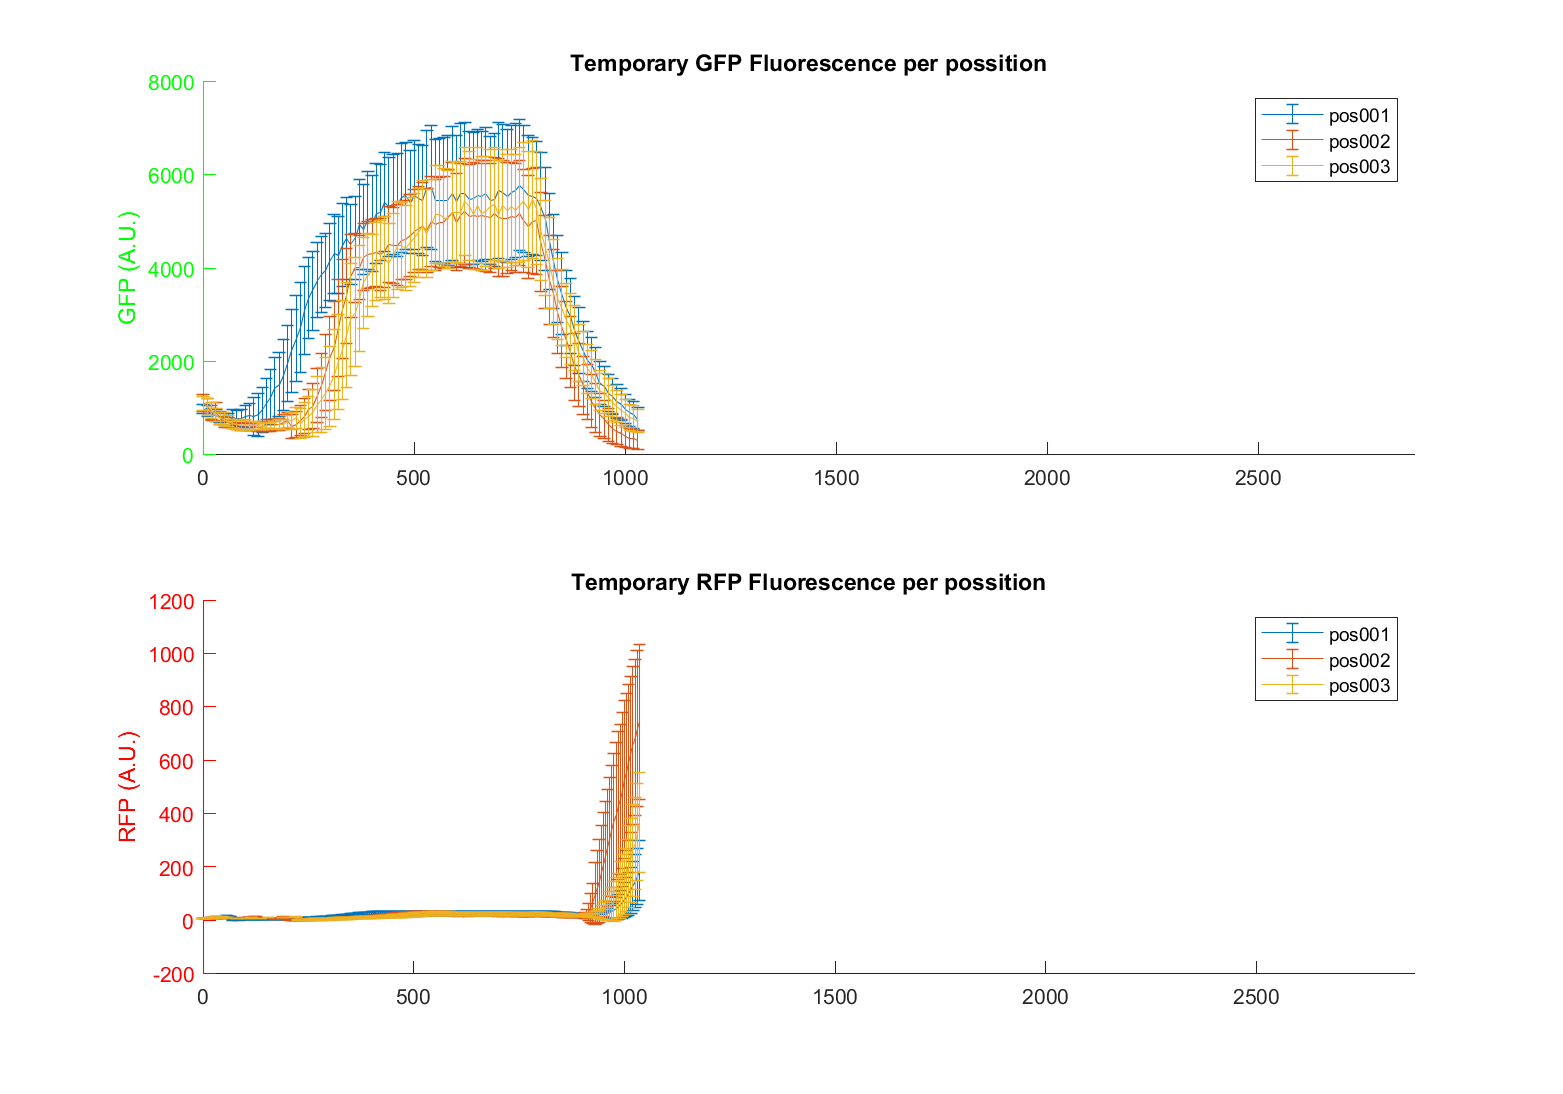 Temporary GFP Fluorescence per possition
8000
6000
4000
2000
0
GFP (A.U.)
0 500 1000 1500 2000 2500
pos001
pos002
pos003
Temporary RFP Fluorescence per possition
1200
1000
800
600
400
200
0
-200
RFP (A.U.)
0 500 1000 1500 2000 2500
pos001
pos002
pos003